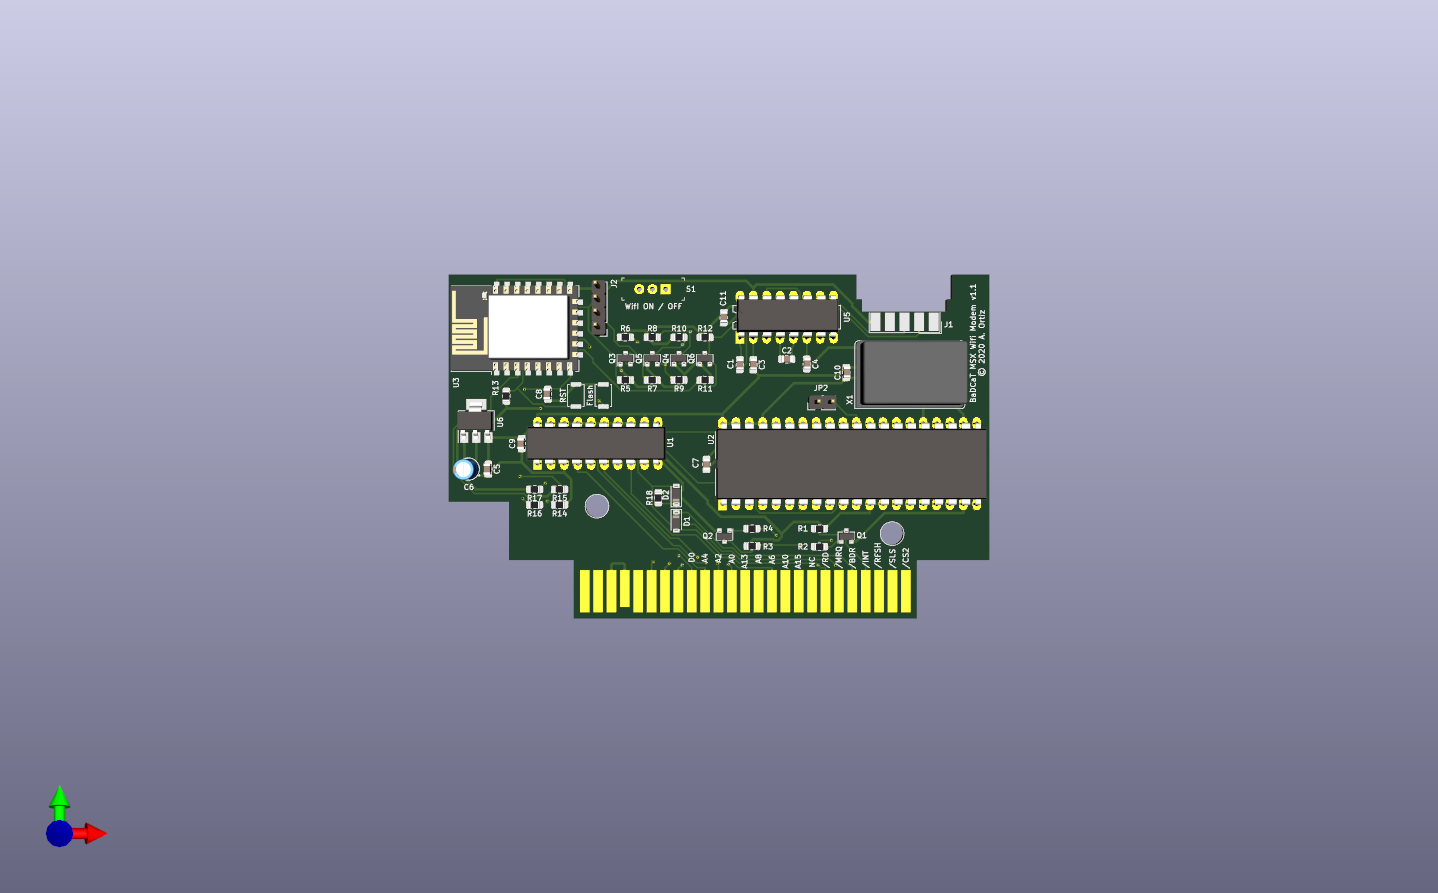 J2
S1
Wifi ON / OFF
C11
U5
J1
BaDCaT MSX Wifi Modem v1.1
© 2020 A. Ortiz
R6
R8
R10
R12
Q3
Q5
Q4
Q6
R5
R7
R9
R11
C1
C3
C2
C4
C10
JP2
X1
U3
R13
C8
RST
Flash
U6
C9
U1
U2
C5
C6
C7
R17
R15
R16
R14
R18
D2
D1
Q2
R4
R3
R1
R2
Q1
D0
A4
A2
A0
A13
A8
A6
A10
A15
NC
/RD
/MRQ
/BDR
/INT
/RFSH
/SLS
/CS2